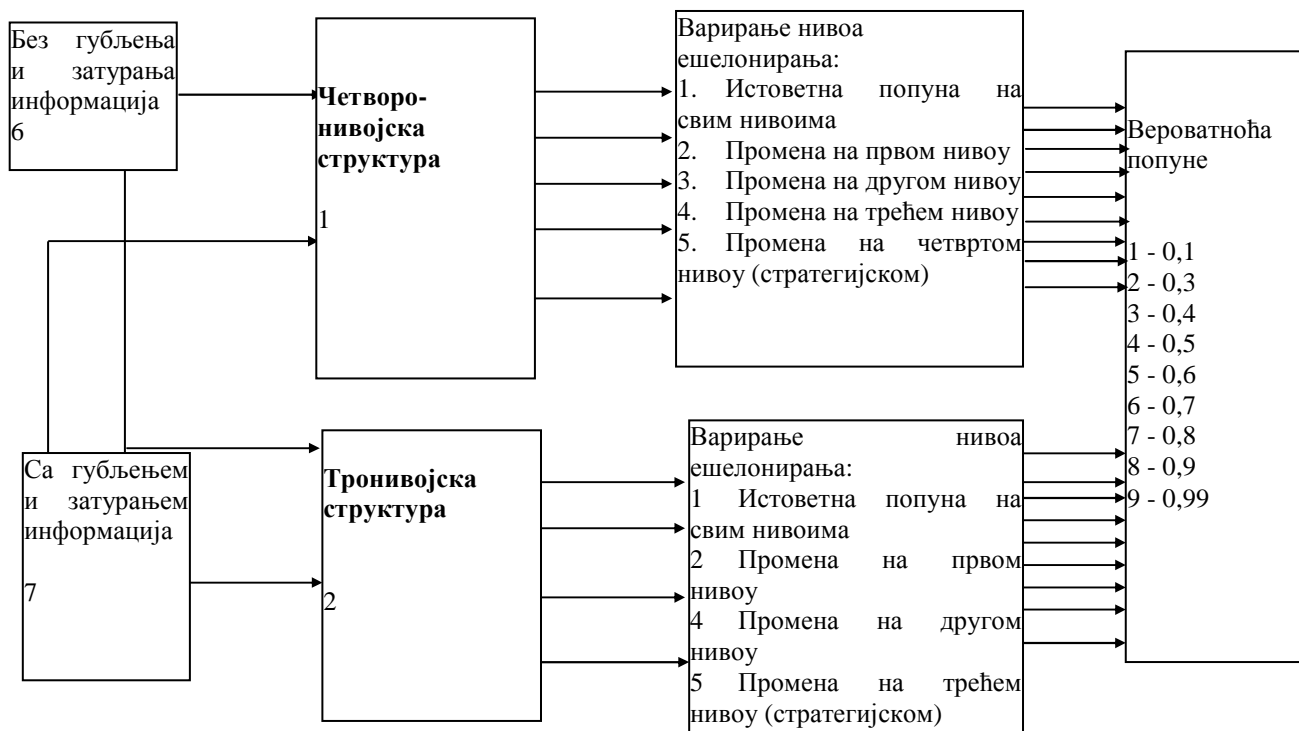 Без губљења
и затурања
информација
6
Четворо-
нивојска
структура
1
Варирање нивоа
ешелонирања:
1. Истоветна попуна на
свим нивоима
2. Промена на првом нивоу
3. Промена на другом нивоу
4. Промена на трећем нивоу
5. Промена на четвртом
нивоу (стратегијском)
Вероватноћа
попуне
1 - 0,1
2 - 0,3
3 - 0,4
4 - 0,5
5 - 0,6
6 - 0,7
7 - 0,8
8 - 0,9
9 - 0,99
Са губљењем
и затурањем
информација
7
Тронивојска
структура
2
Варирање нивоа
ешелонирања:
1 Истоветна попуна на
свим нивоима
2 Промена на првом
нивоу
4 Промена на другом
нивоу
5 Промена на трећем
нивоу (стратегијском)